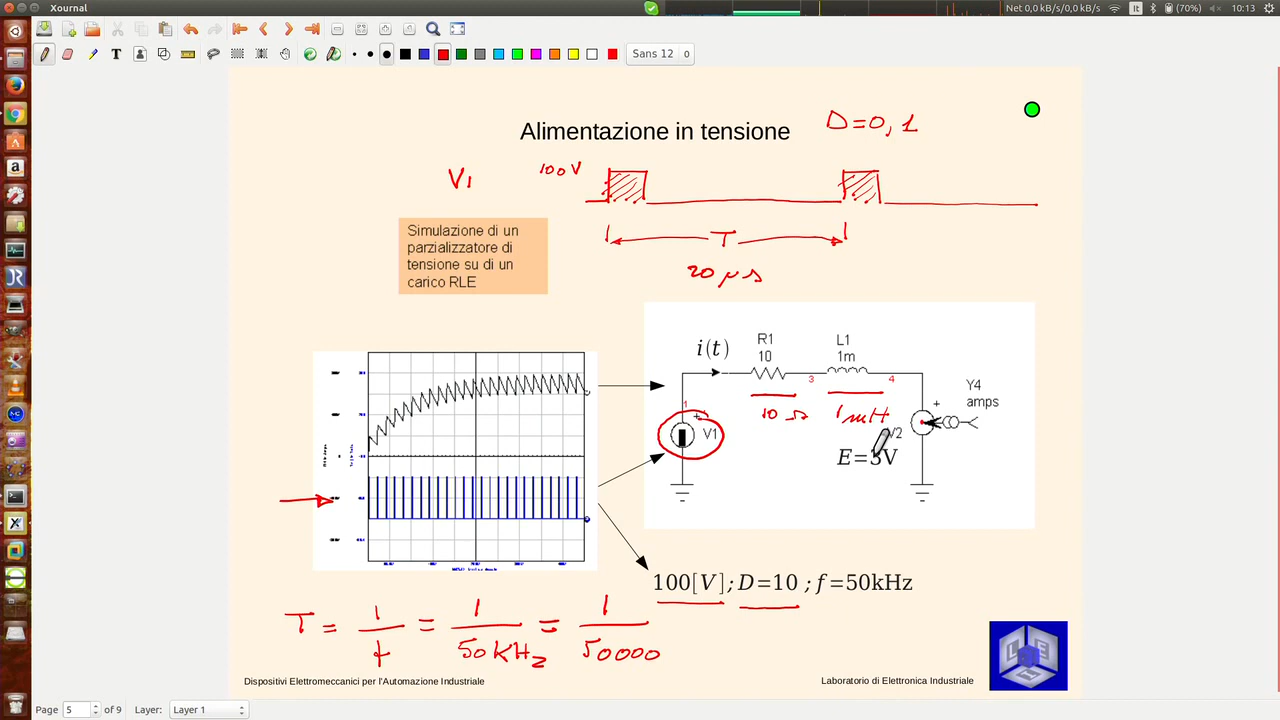 Xournal
Net 0,0 kB/s/0,0 kB/s
It
(70%)
10:13
Sans 12
0
Alimentazione in tensione
D=0,1
V1
100V
T
20 μs
Simulazione di un
parzializzatore di
tensione su di un
carico RLE
i(t)
R1
10
L1
1m
3
4
10 Ω
1mH
Y4
amps
1
V1
V2
E=3V
100[V]; D=10 ; f=50kHz
T = 1/f = 1/50KHz = 1/50000
Dispositivi Elettromeccanici per l'Automazione Industriale
Laboratorio di Elettronica Industriale
Page
5
of 9
Layer:
Layer 1